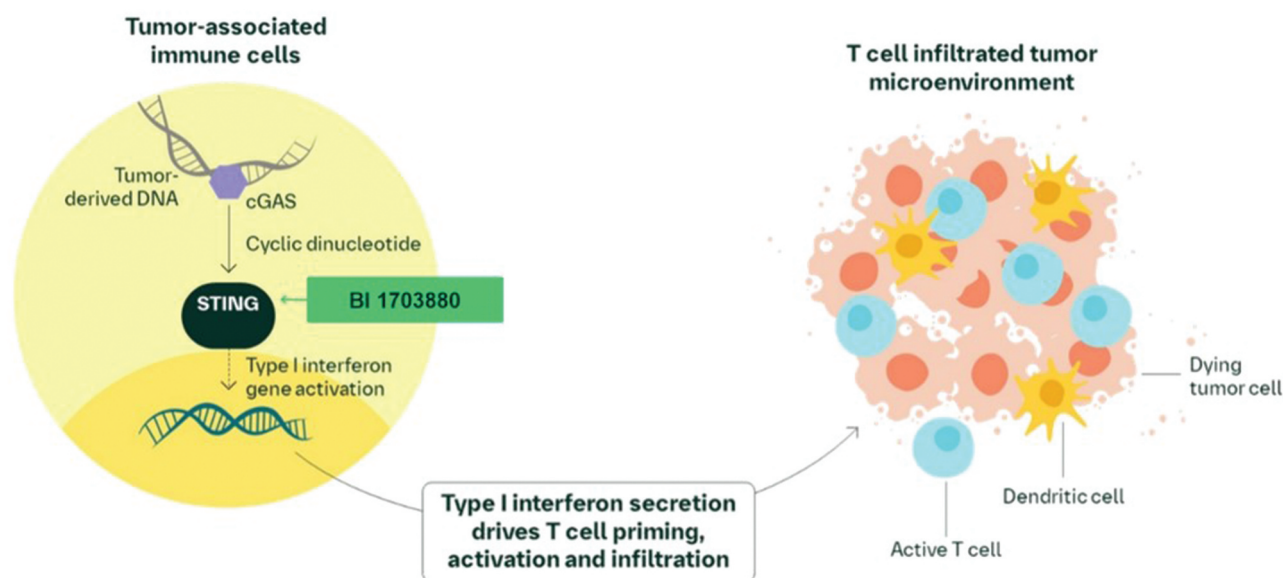 Tumor-associated
immune cells
Tumor-
derived DNA
cGAS
Cyclic dinucleotide
STING
BI 1703880
Type I interferon
gene activation
Type I interferon secretion
drives T cell priming,
activation and infiltration
T cell infiltrated tumor
microenvironment
Dying
tumor cell
Dendritic cell
Active T cell